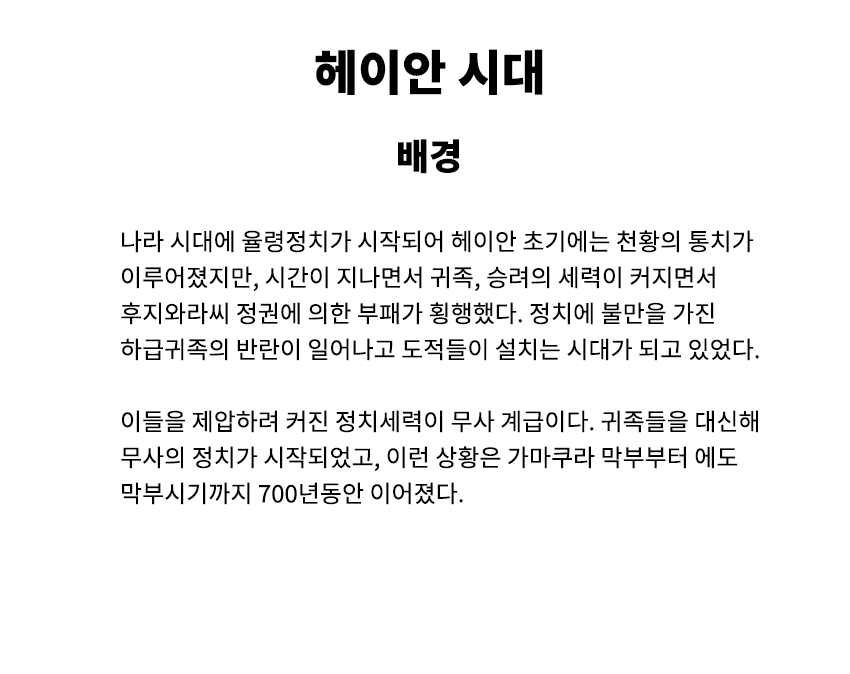 헤이안 시대
배경
나라 시대에 율령정치가 시작되어 헤이안 초기에는 천황의 통치가
이루어졌지만, 시간이 지나면서 귀족, 승려의 세력이 커지면서
후지와라씨 정권에 의한 부패가 횡행했다. 정치에 불만을 가진
하급귀족의 반란이 일어나고 도적들이 설치는 시대가 되고 있었다.
이들을 제압하려 커진 정치세력이 무사 계급이다. 귀족들을 대신해
무사의 정치가 시작되었고, 이런 상황은 가마쿠라 막부부터 에도
막부시기까지 700년동안 이어졌다.